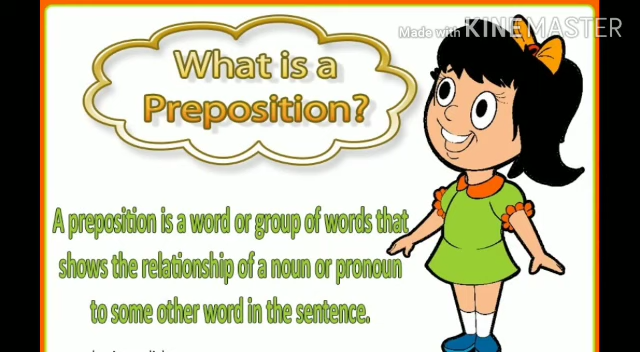 Made with KINEMASTER
What is a
Preposition?
A preposition is a word or group of words that
shows the relationship of a noun or pronoun
to some other word in the sentence.